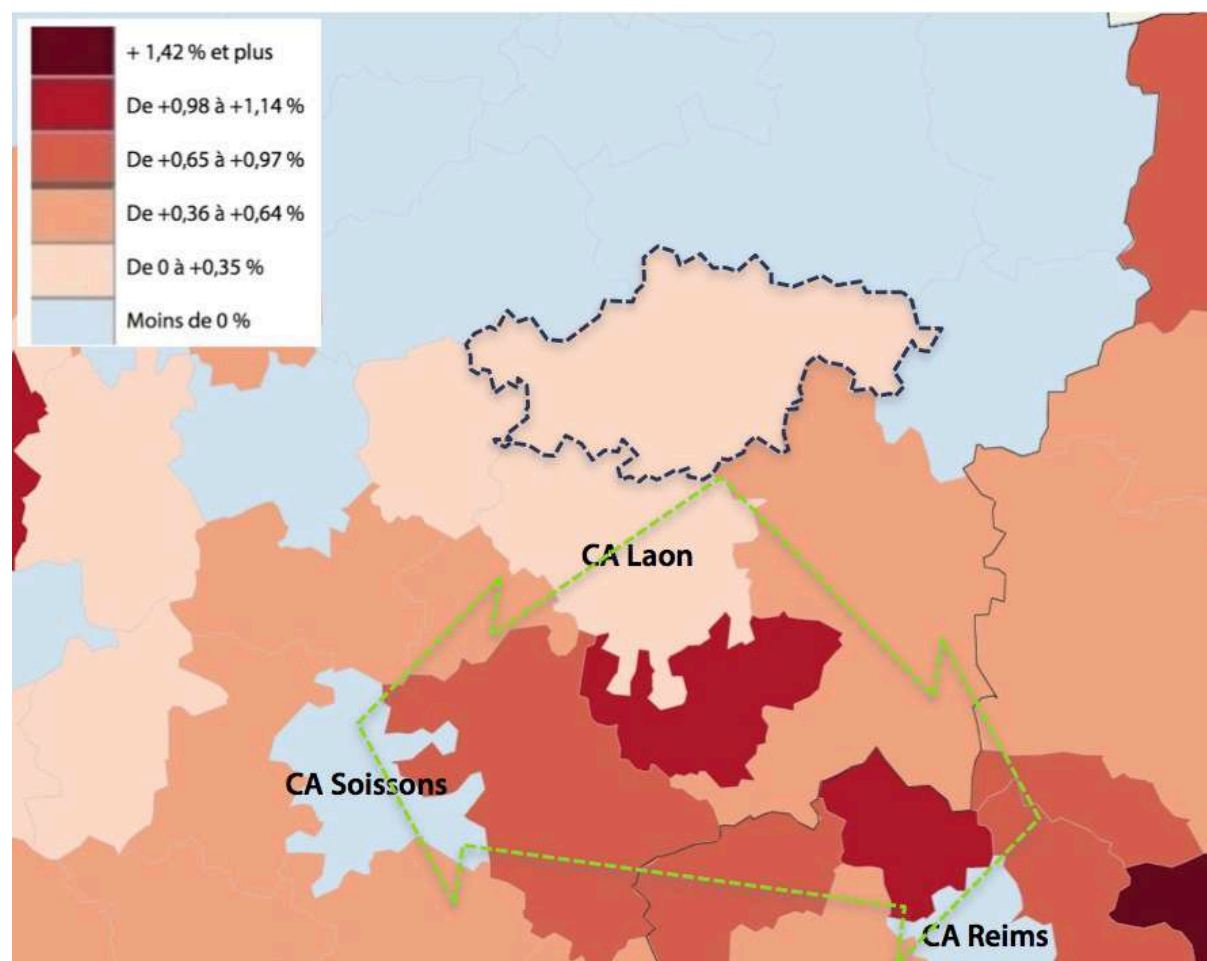 + 1,42 % et plus
De +0,98 à +1,14 %
De +0,65 à +0,97 %
De +0,36 à +0,64 %
De 0 à +0,35 %
Moins de 0 %
CA Laon
CA Soissons
CA Reims